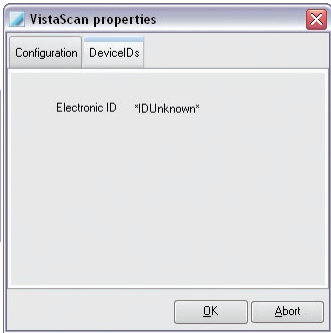 VistaScan properties
Configuration DeviceIDs
Electronic ID *IDUnknown*
OK Abort